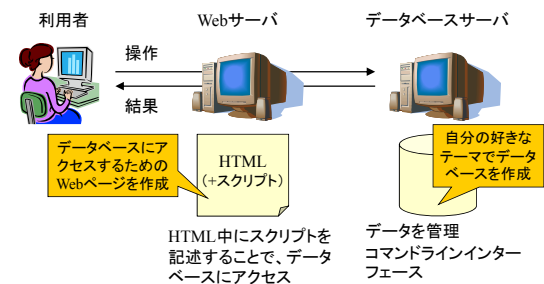 利用者
Webサーバ
データベースサーバ
操作
結果
データベースにア
クセスするための
Webページを作成
HTML
(+スクリプト)
自分の好きな
テーマでデータ
ベースを作成
HTML中にスクリプトを
記述することで、データ
ベースにアクセス
データを管理
コマンドラインインター
フェース